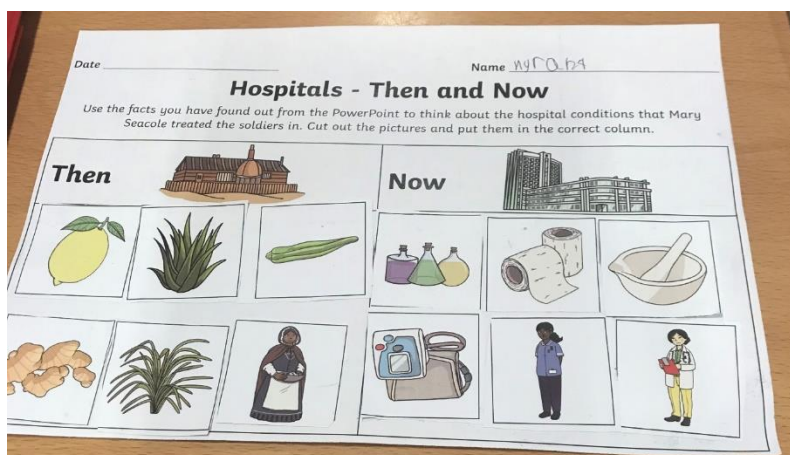 Date
Name
Hospitals - Then and Now
Use the facts you have found out from the PowerPoint to think about the hospital conditions that Mary
Seacole treated the soldiers in. Cut out the pictures and put them in the correct column.
Then
Now